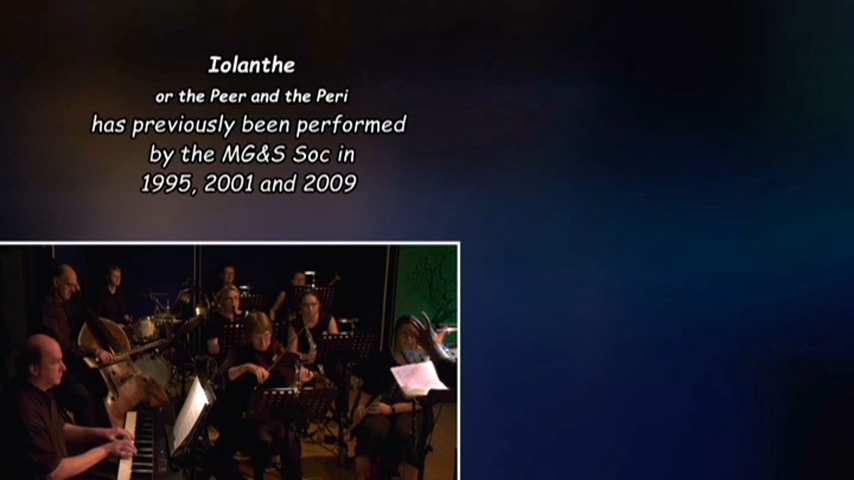 Iolanthe
or the Peer and the Peri
has previously been performed
by the MG&S Soc in
1995, 2001 and 2009